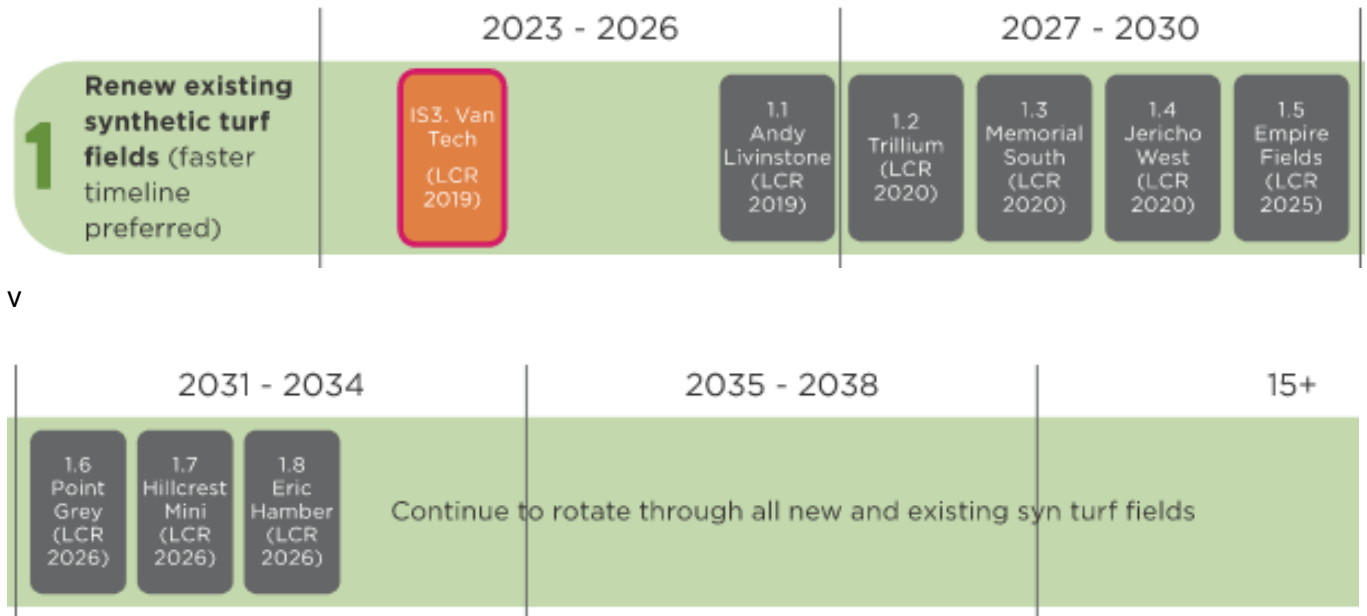 2023 - 2026
2027 - 2030
1
Renew existing
synthetic turf
fields (faster
timeline
preferred)
IS3. Van
Tech
(LCR
2019)
1.1
Andy
Livinstone
(LCR
2019)
1.2
Trillium
(LCR
2020)
1.3
Memorial
South
(LCR
2020)
1.4
Jericho
West
(LCR
2020)
1.5
Empire
Fields
(LCR
2025)
v
2031 - 2034
2035 - 2038
15+
1.6
Point
Grey
(LCR
2026)
1.7
Hillcrest
Mini
(LCR
2026)
1.8
Eric
Hamber
(LCR
2026)
Continue to rotate through all new and existing syn turf fields